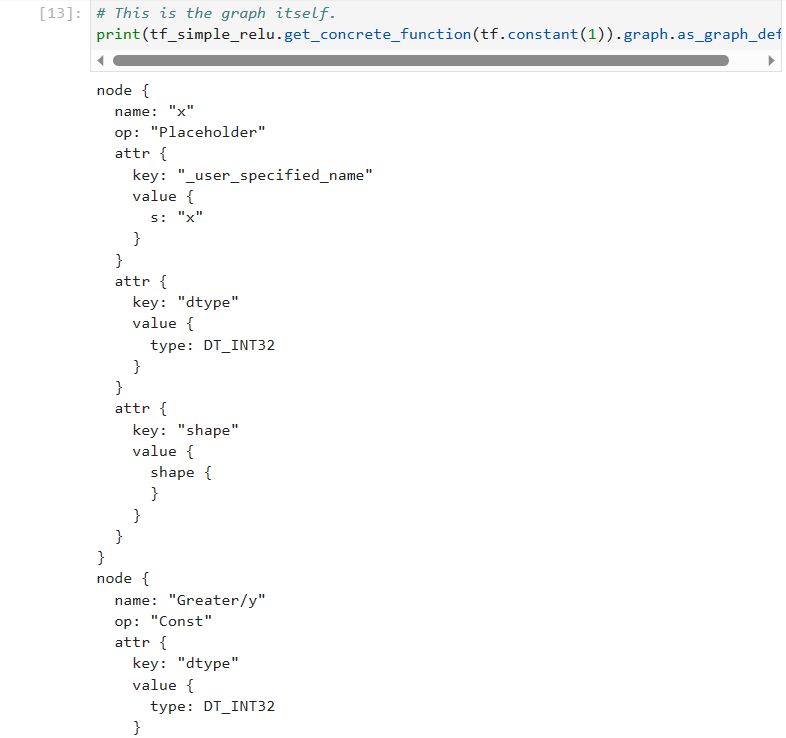 [13]: # This is the graph itself.
print(tf_simple_relu.get_concrete_function(tf.constant(1)).graph.as_graph_def
node {
  name: "x"
  op: "Placeholder"
  attr {
    key: "_user_specified_name"
    value {
      s: "x"
    }
  }
  attr {
    key: "dtype"
    value {
      type: DT_INT32
    }
  }
  attr {
    key: "shape"
    value {
      shape {
      }
    }
  }
}
node {
  name: "Greater/y"
  op: "Const"
  attr {
    key: "dtype"
    value {
      type: DT_INT32
    }